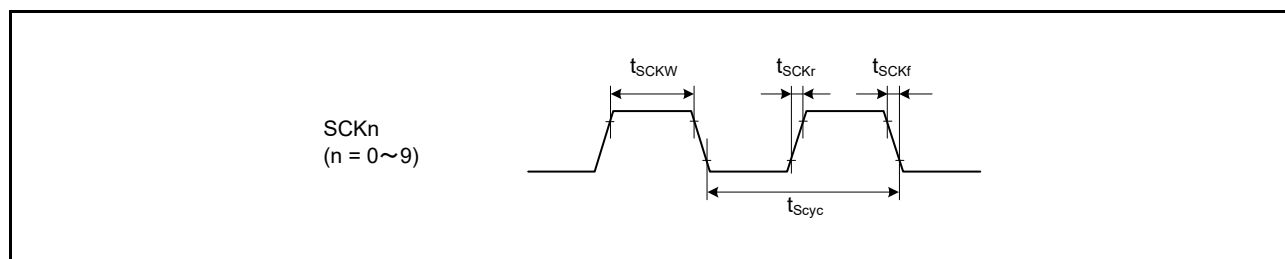 tSCKW tSCKr tSCKf
SCKn
(n = 0～9)
tScyc